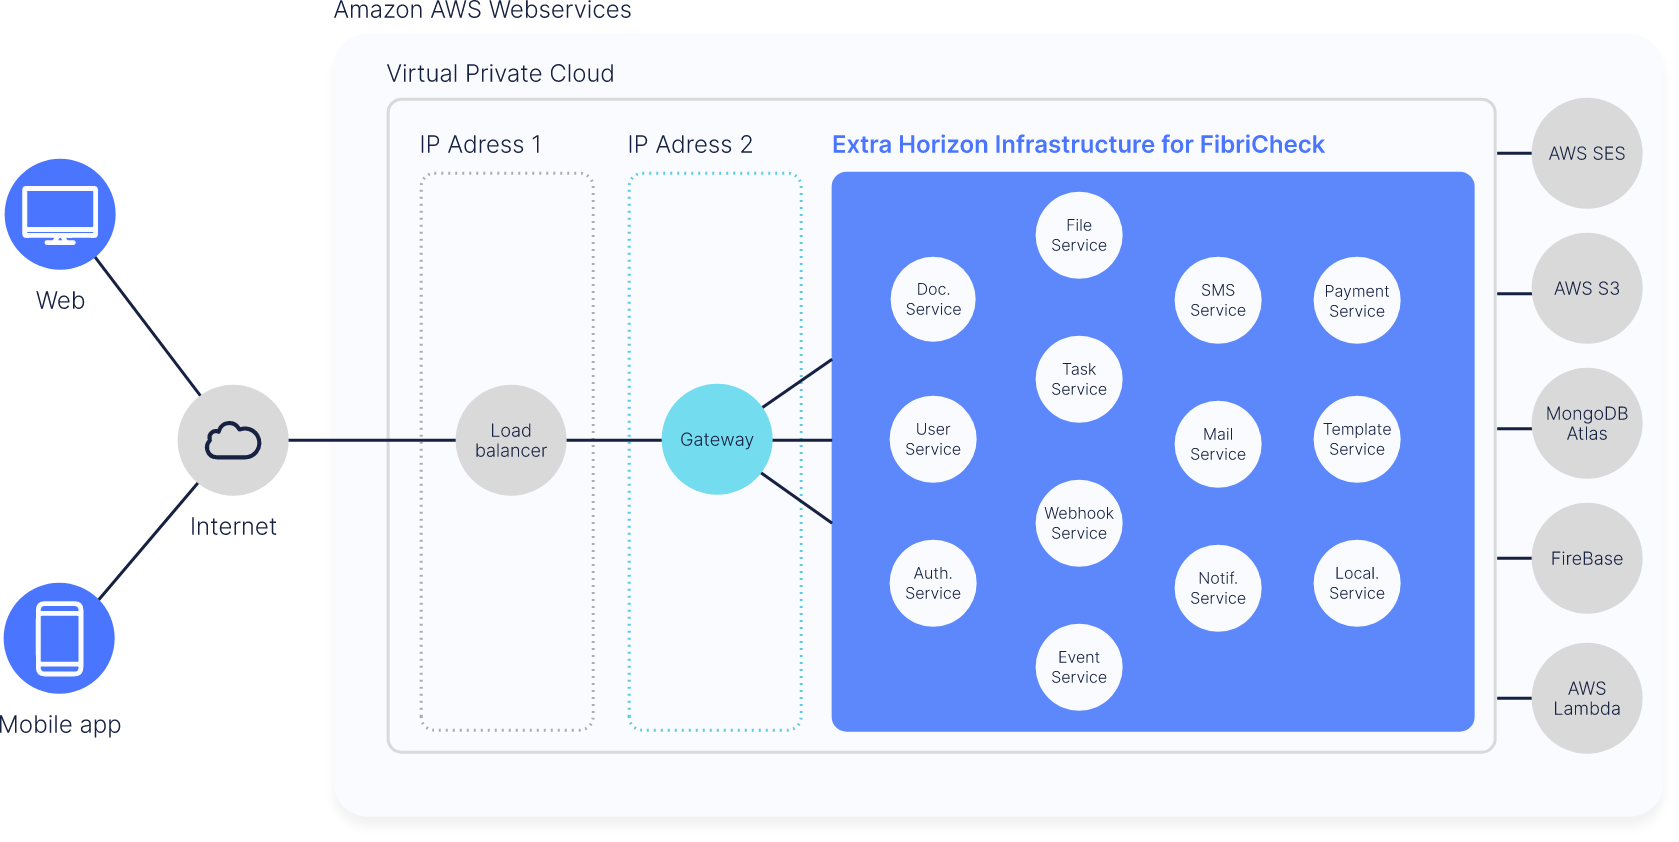 Amazon AWS Webservices
Virtual Private Cloud
IP Adress 1
IP Adress 2
Extra Horizon Infrastructure for FibriCheck
Web
Internet
Mobile app
Load
balancer
Gateway
File
Service
Doc.
Service
SMS
Service
Payment
Service
Task
Service
User
Service
Mail
Service
Template
Service
Webhook
Service
Auth.
Service
Notif.
Service
Local.
Service
Event
Service
AWS SES
AWS S3
MongoDB
Atlas
FireBase
AWS
Lambda